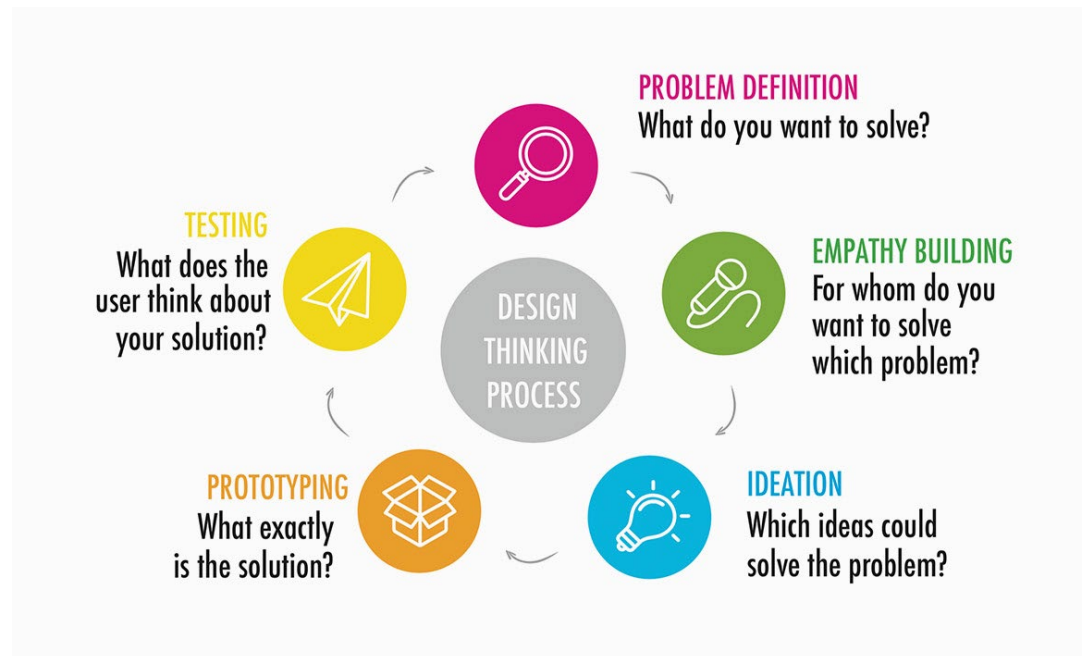 PROBLEM DEFINITION
What do you want to solve?
EMPATHY BUILDING
For whom do you
want to solve
which problem?
IDEATION
Which ideas could
solve the problem?
PROTOTYPING
What exactly
is the solution?
TESTING
What does the
user think about
your solution?
DESIGN
THINKING
PROCESS